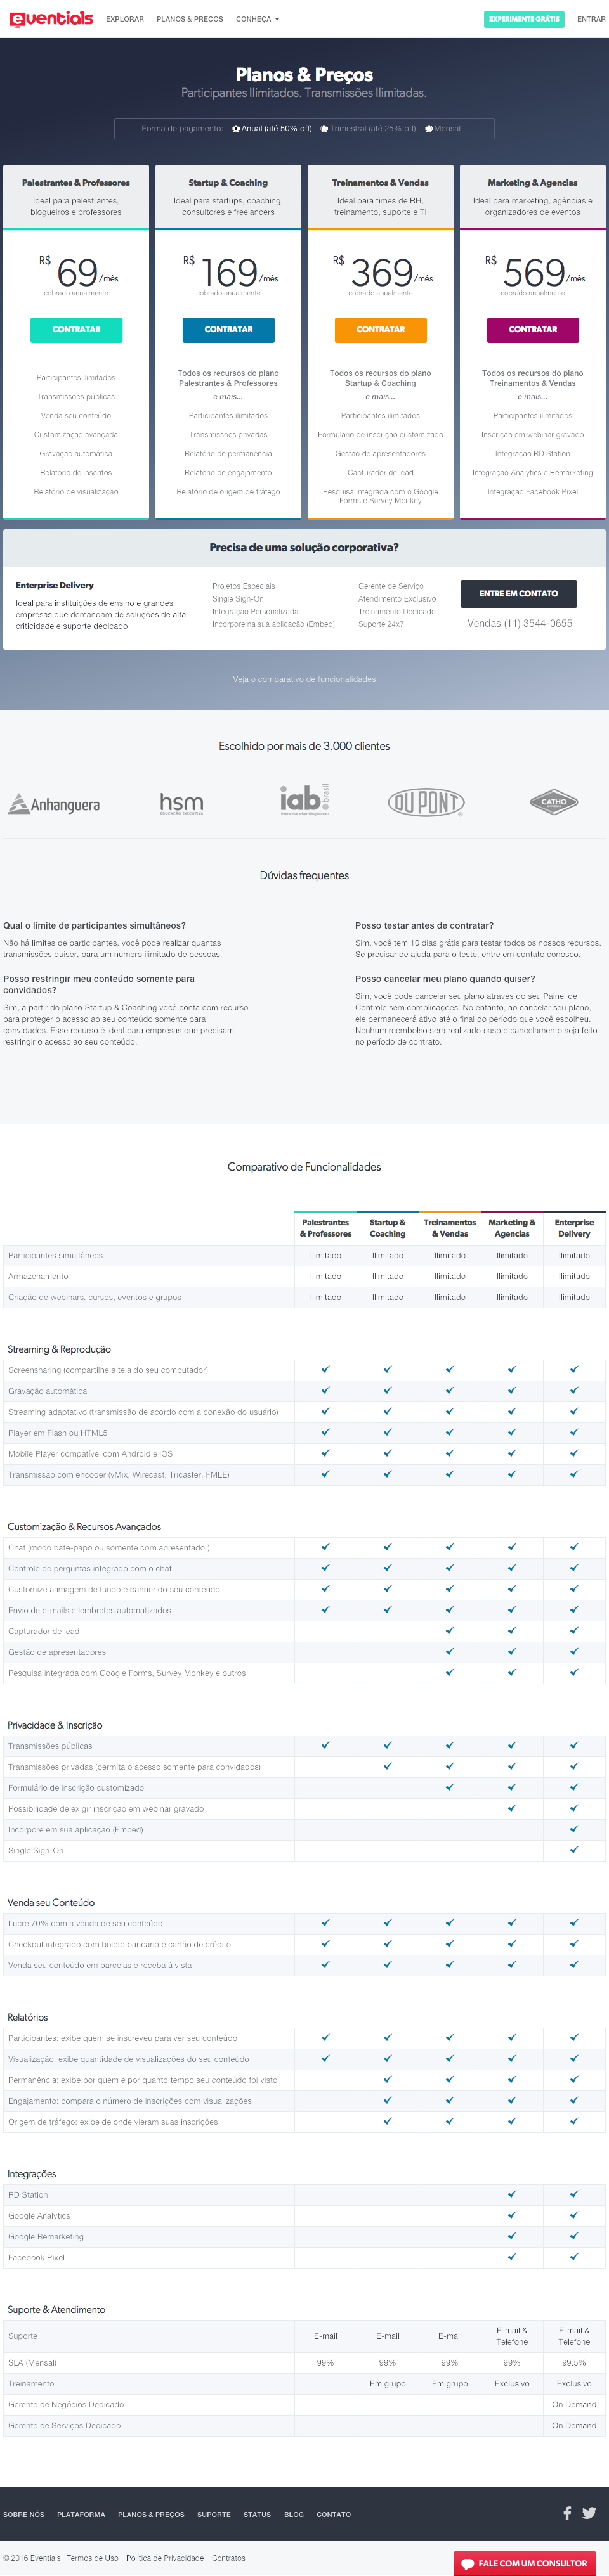 eventials EXPLORAR PLANOS & PREÇOS CONHEÇA EXPERIMENTE GRÁTIS ENTRAR
Planos & Preços
Participantes Ilimitados. Transmissões Ilimitadas.
Forma de pagamento: Anual (até 50% off) Trimestral (até 25% off) Mensal
Palestrantes & Professores
Ideal para palestrantes,
blogueiros e professores
R$ 69/mês
cobrado anualmente
CONTRATAR
Participantes ilimitados
Transmissões públicas
Venda seu conteúdo
Customização avançada
Gravação automática
Relatório de inscritos
Relatório de visualização
Startup & Coaching
Ideal para startups, coaching,
consultores e freelancers
R$ 169/mês
cobrado anualmente
CONTRATAR
Todos os recursos do plano
Palestrantes & Professores
e mais...
Participantes ilimitados
Transmissões privadas
Relatório de permanência
Relatório de engajamento
Relatório de origem de tráfego
Treinamentos & Vendas
Ideal para times de RH,
treinamento, suporte e TI
R$ 369/mês
cobrado anualmente
CONTRATAR
Todos os recursos do plano
Startup & Coaching
e mais...
Participantes ilimitados
Formulário de inscrição customizado
Gestão de apresentadores
Capturador de lead
Pesquisa integrada com o Google
Forms e Survey Monkey
Marketing & Agencias
Ideal para marketing, agências e
organizadores de eventos
R$ 569/mês
cobrado anualmente
CONTRATAR
Todos os recursos do plano
Treinamentos & Vendas
e mais...
Participantes ilimitados
Inscrição em webinar gravado
Integração RD Station
Integração Analytics e Remarketing
Integração Facebook Pixel
Precisa de uma solução corporativa?
Enterprise Delivery
Ideal para instituições de ensino e grandes
empresas que demandam de soluções de alta
criticidade e suporte dedicado
Projetos Especiais
Single Sign-On
Integração Personalizada
Incorpore na sua aplicação (Embed)
Gerente de Serviço
Atendimento Exclusivo
Treinamento Dedicado
Suporte 24x7
ENTRE EM CONTATO
Vendas (11) 3544-0655
Veja o comparativo de funcionalidades
Escolhido por mais de 3.000 clientes
Anhanguera
hsm
EDUCAÇÃO EXECUTIVA
iab.brasil
interactive advertising bureau
DU PONT
CATHO
Dúvidas frequentes
Qual o limite de participantes simultâneos?
Não há limites de participantes, você pode realizar quantas
transmissões quiser, para um número ilimitado de pessoas.
Posso restringir meu conteúdo somente para
convidados?
Sim, a partir do plano Startup & Coaching você conta com recurso
para proteger o acesso ao seu conteúdo somente para
convidados. Esse recurso é ideal para empresas que precisam
restringir o acesso ao seu conteúdo.
Posso testar antes de contratar?
Sim, você tem 10 dias grátis para testar todos os nossos recursos.
Se precisar de ajuda para o teste, entre em contato conosco.
Posso cancelar meu plano quando quiser?
Sim, você pode cancelar seu plano através do seu Painel de
Controle sem complicações. No entanto, ao cancelar seu plano,
ele permanecerá ativo até o final do período que você escolheu.
Nenhum reembolso será realizado caso o cancelamento seja feito
no período de contrato.
Comparativo de Funcionalidades
Palestrantes
& Professores
Startup &
Coaching
Treinamentos
& Vendas
Marketing &
Agencias
Enterprise
Delivery
Participantes simultâneos Ilimitado Ilimitado Ilimitado Ilimitado Ilimitado
Armazenamento Ilimitado Ilimitado Ilimitado Ilimitado Ilimitado
Criação de webinars, cursos, eventos e grupos Ilimitado Ilimitado Ilimitado Ilimitado Ilimitado
Streaming & Reprodução
Screensharing (compartilhe a tela do seu computador)
Gravação automática
Streaming adaptativo (transmissão de acordo com a conexão do usuário)
Player em Flash ou HTML5
Mobile Player compatível com Android e iOS
Transmissão com encoder (vMix, Wirecast, Tricaster, FMLE)
Customização & Recursos Avançados
Chat (modo bate-papo ou somente com apresentador)
Controle de perguntas integrado com o chat
Customize a imagem de fundo e banner do seu conteúdo
Envio de e-mails e lembretes automatizados
Capturador de lead
Gestão de apresentadores
Pesquisa integrada com Google Forms, Survey Monkey e outros
Privacidade & Inscrição
Transmissões públicas
Transmissões privadas (permita o acesso somente para convidados)
Formulário de inscrição customizado
Possibilidade de exigir inscrição em webinar gravado
Incorpore em sua aplicação (Embed)
Single Sign-On
Venda seu Conteúdo
Lucre 70% com a venda de seu conteúdo
Checkout integrado com boleto bancário e cartão de crédito
Venda seu conteúdo em parcelas e receba à vista
Relatórios
Participantes: exibe quem se inscreveu para ver seu conteúdo
Visualização: exibe quantidade de visualizações do seu conteúdo
Permanência: exibe por quem e por quanto tempo seu conteúdo foi visto
Engajamento: compara o número de inscrições com visualizações
Origem de tráfego: exibe de onde vieram suas inscrições
Integrações
RD Station
Google Analytics
Google Remarketing
Facebook Pixel
Suporte & Atendimento
Suporte E-mail E-mail E-mail E-mail & Telefone E-mail & Telefone
SLA (Mensal) 99% 99% 99% 99% 99.5%
Treinamento Em grupo Em grupo Exclusivo Exclusivo
Gerente de Negócios Dedicado On Demand
Gerente de Serviços Dedicado On Demand
SOBRE NÓS PLATAFORMA PLANOS & PREÇOS SUPORTE STATUS BLOG CONTATO
© 2016 Eventials Termos de Uso Política de Privacidade Contratos
FALE COM UM CONSULTOR